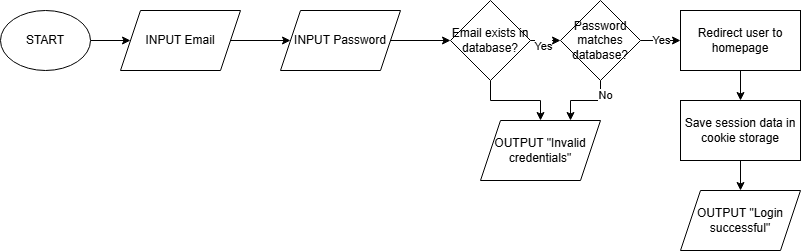 START
INPUT Email
INPUT Password
Email exists in
database?
Yes
Password
matches
database?
Yes
Redirect user to
homepage
No
Save session data in
cookie storage
OUTPUT "Invalid
credentials"
OUTPUT "Login
successful"